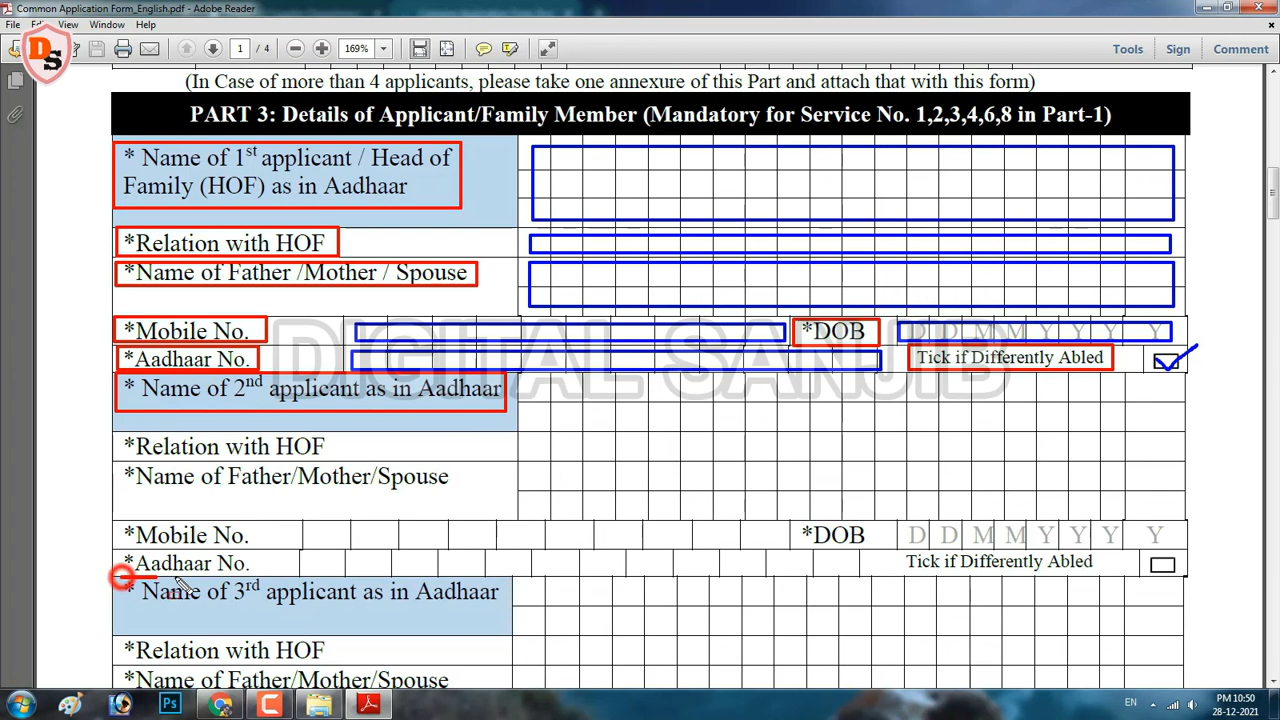 Common Application Form_English.pdf - Adobe Reader
File Edit View Window Help
1 / 4 169% Tools Sign Comment
DS
(In Case of more than 4 applicants, please take one annexure of this Part and attach that with this form)
PART 3: Details of Applicant/Family Member (Mandatory for Service No. 1,2,3,4,6,8 in Part-1)
* Name of 1st applicant / Head of
Family (HOF) as in Aadhaar
*Relation with HOF
*Name of Father /Mother / Spouse
*Mobile No. *DOB D D M M Y Y Y Y
DIGITAL SANJIB
*Aadhaar No. Tick if Differently Abled
* Name of 2nd applicant as in Aadhaar
*Relation with HOF
*Name of Father/Mother/Spouse
*Mobile No. *DOB D D M M Y Y Y Y
*Aadhaar No. Tick if Differently Abled
* Name of 3rd applicant as in Aadhaar
*Relation with HOF
*Name of Father/Mother/Spouse
Ps EN PM 10:50
28-12-2021